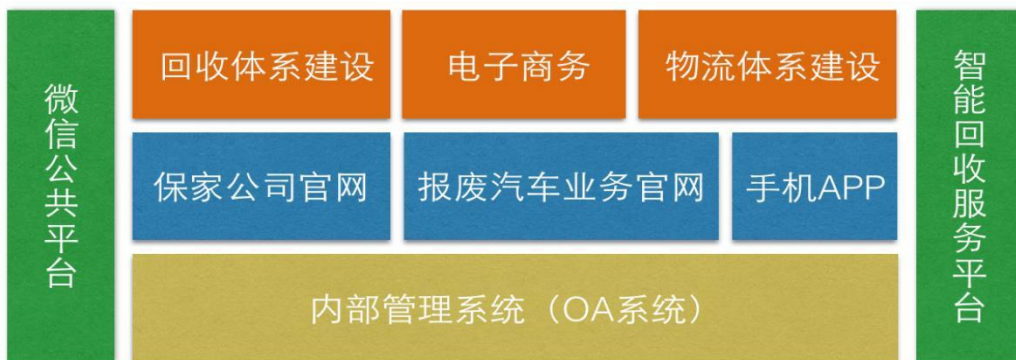 微信公共平台
回收体系建设
电子商务
物流体系建设
保家公司官网
报废汽车业务官网
手机APP
内部管理系统（OA系统）
智能回收服务平台